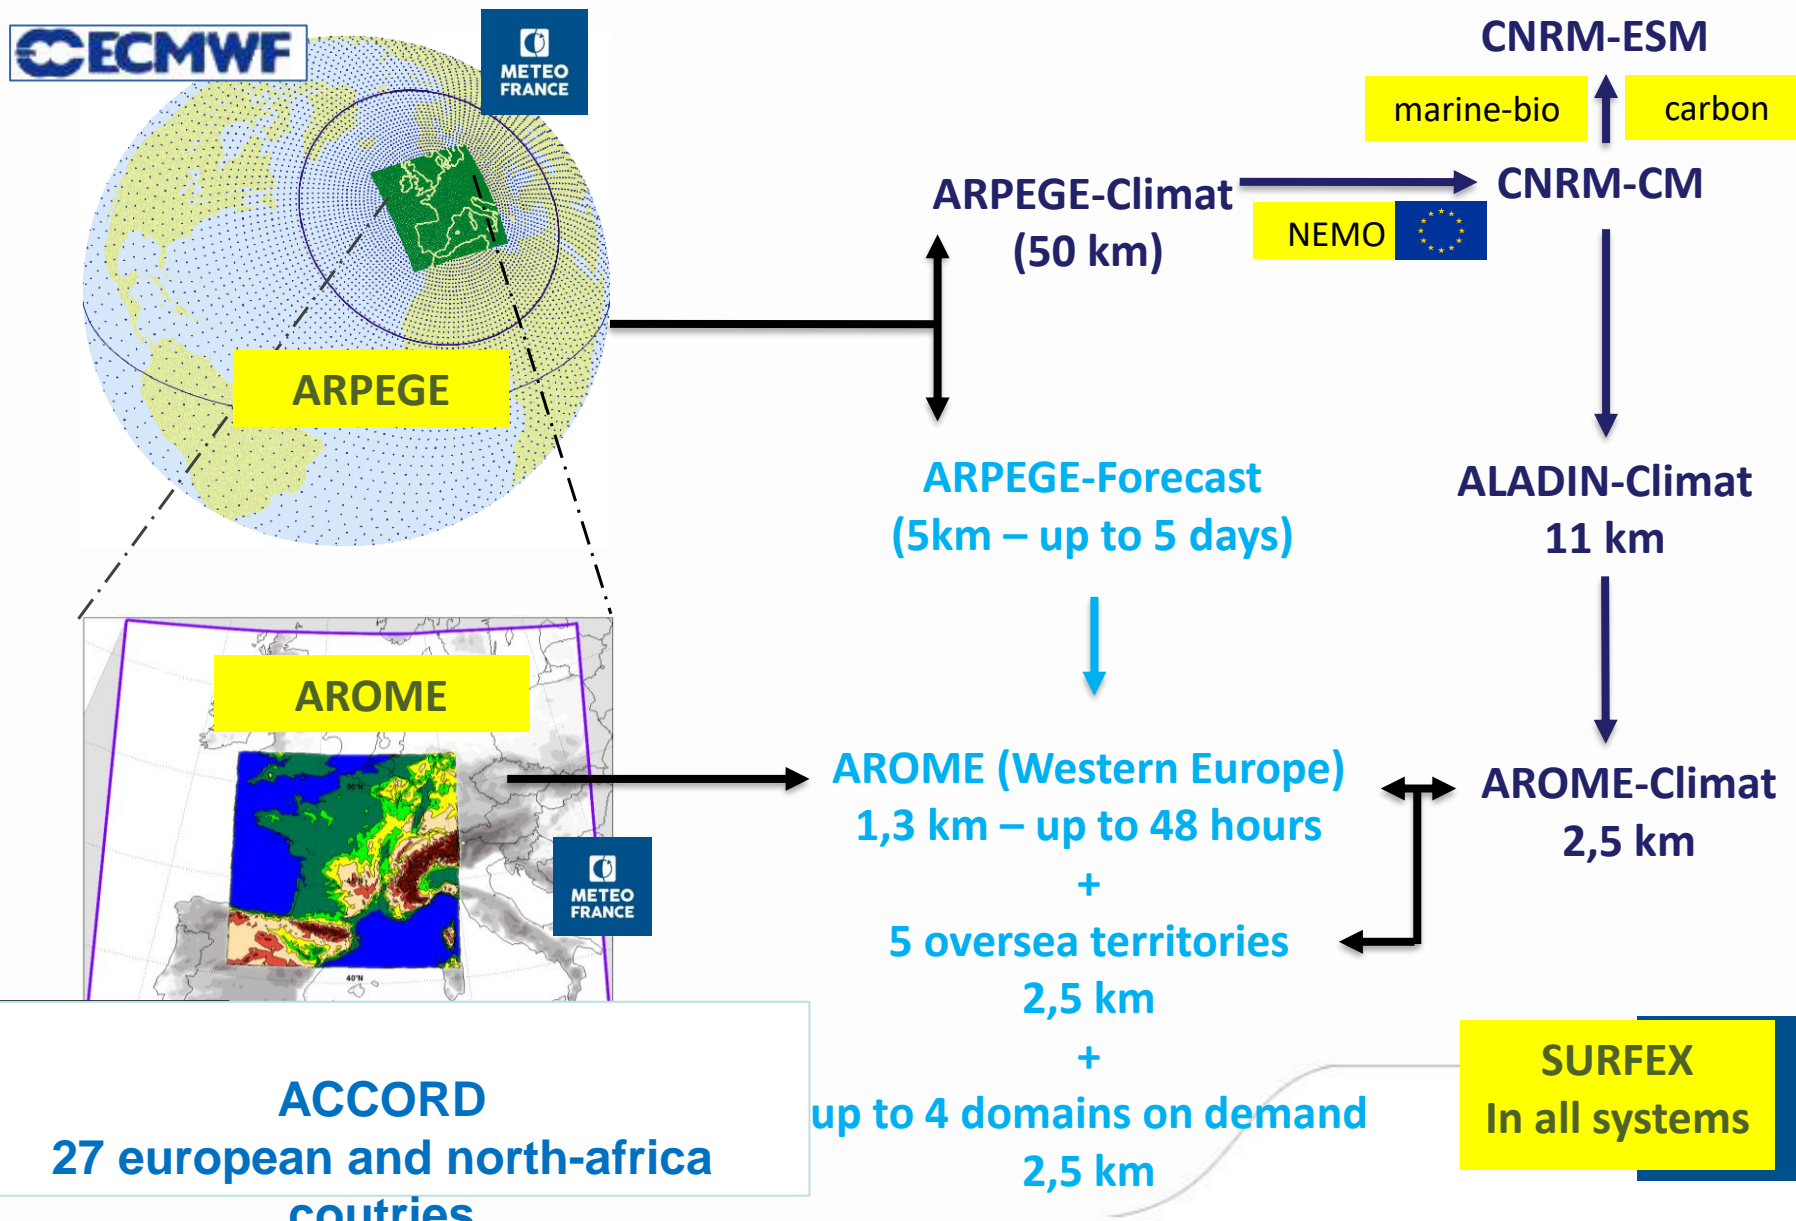 ECMWF
METEO
FRANCE
ARPEGE
CNRM-ESM
marine-bio
carbon
ARPEGE-Climat
(50 km)
CNRM-CM
NEMO
ARPEGE-Forecast
(5km – up to 5 days)
ALADIN-Climat
11 km
AROME
50°N
40°N
METEO
FRANCE
AROME (Western Europe)
1,3 km – up to 48 hours
+
5 oversea territories
2,5 km
+
up to 4 domains on demand
2,5 km
AROME-Climat
2,5 km
SURFEX
In all systems
ACCORD
27 european and north-africa
coutries